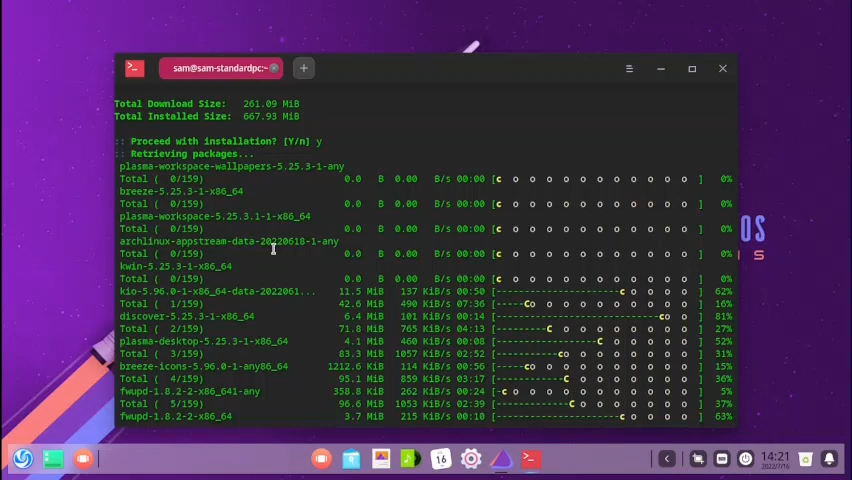 sam@sam-standardpc:~
Total Download Size:   261.09 MiB
Total Installed Size:  667.93 MiB
:: Proceed with installation? [Y/n] y
:: Retrieving packages...
plasma-workspace-wallpapers-5.25.3-1-any
Total (  0/159)   0.0   B  0.00   B/s 00:00 [c o o o o o o o o o o o ]   0%
breeze-5.25.3-1-x86_64
Total (  0/159)   0.0   B  0.00   B/s 00:00 [c o o o o o o o o o o o ]   0%
plasma-workspace-5.25.3.1-1-x86_64
Total (  0/159)   0.0   B  0.00   B/s 00:00 [c o o o o o o o o o o o ]   0%
archlinux-appstream-data-20220618-1-any
Total (  0/159)   0.0   B  0.00   B/s 00:00 [c o o o o o o o o o o o ]   0%
kwin-5.25.3-1-x86_64
Total (  0/159)   0.0   B  0.00   B/s 00:00 [c o o o o o o o o o o o ]   0%
kio-5.96.0-1-x86_64-data-2022061...   11.5 MiB   137 KiB/s 00:50 [----------------------c o o o o ]  62%
Total (  1/159)   42.6 MiB   490 KiB/s 07:36 [-----Co o o o o o o o o o ]  16%
discover-5.25.3-1-x86_64   6.4 MiB   101 KiB/s 00:14 [-----------------------------co o ]  81%
Total (  2/159)   71.8 MiB   765 KiB/s 04:13 [---------C o o o o o o o o ]  27%
plasma-desktop-5.25.3-1-x86_64   4.1 MiB   460 KiB/s 00:08 [------------------C o o o o o ]  52%
Total (  3/159)   83.3 MiB  1057 KiB/s 02:52 [-----------co o o o o o o o ]  31%
breeze-icons-5.96.0-1-any86_64   1212.6 KiB   114 KiB/s 00:56 [-----Co o o o o o o o o o ]  15%
Total (  4/159)   95.1 MiB   859 KiB/s 03:17 [------------C o o o o o o o ]  36%
fwupd-1.8.2-2-x86_641-any   358.8 KiB   262 KiB/s 00:24 [-c o o o o o o o o o o o ]   5%
Total (  5/159)   96.6 MiB  1053 KiB/s 02:39 [-------------c o o o o o o o ]  37%
fwupd-1.8.2-2-x86_64   3.7 MiB   215 KiB/s 00:10 [----------------------c o o o o ]  63%
OS
S
16
14:21
2022/7/16